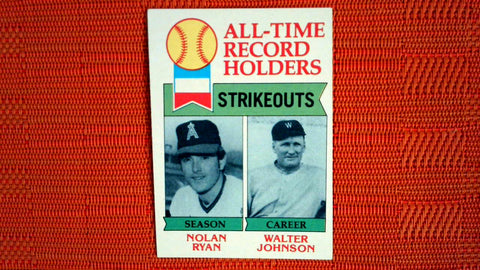 ALL-TIME
RECORD
HOLDERS
STRIKEOUTS
A
W
SEASON
CAREER
NOLAN
RYAN
WALTER
JOHNSON